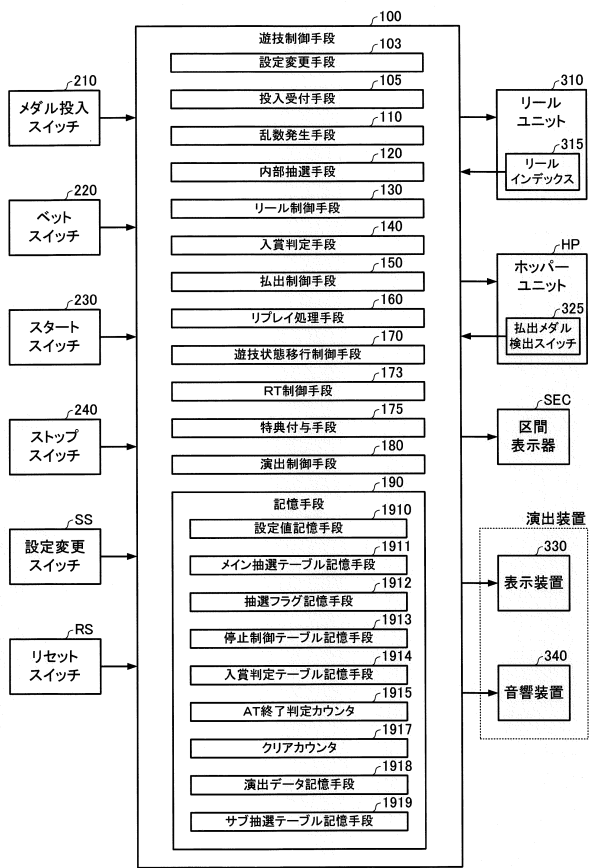 100
遊技制御手段
103
設定変更手段
105
投入受付手段
110
乱数発生手段
120
内部抽選手段
130
リール制御手段
140
入賞判定手段
150
払出制御手段
160
リプレイ処理手段
170
遊技状態移行制御手段
173
RT制御手段
175
特典付与手段
180
演出制御手段
190
記憶手段
1910
設定値記憶手段
1911
メイン抽選テーブル記憶手段
1912
抽選フラグ記憶手段
1913
停止制御テーブル記憶手段
1914
入賞判定テーブル記憶手段
1915
AT終了判定カウンタ
1917
クリアカウンタ
1918
演出データ記憶手段
1919
サブ抽選テーブル記憶手段
210
メダル投入
スイッチ
220
ベット
スイッチ
230
スタート
スイッチ
240
ストップ
スイッチ
SS
設定変更
スイッチ
RS
リセット
スイッチ
310
リール
ユニット
315
リール
インデックス
HP
ホッパー
ユニット
325
払出メダル
検出スイッチ
SEC
区間
表示器
演出装置
330
表示装置
340
音響装置